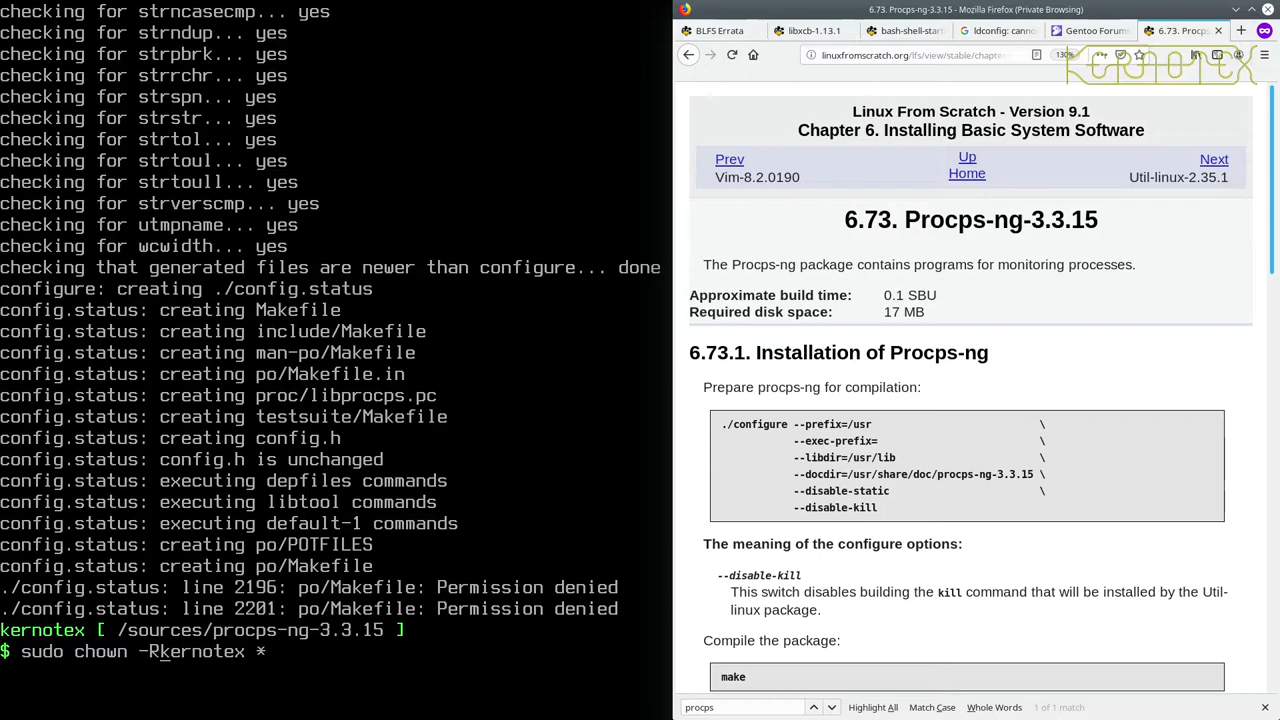 checking for strncasecmp... yes
checking for strndup... yes
checking for strpbrk... yes
checking for strrchr... yes
checking for strspn... yes
checking for strstr... yes
checking for strtol... yes
checking for strtoul... yes
checking for strtoull... yes
checking for strverscmp... yes
checking for utmpname... yes
checking for wcwidth... yes
checking that generated files are newer than configure... done
configure: creating ./config.status
config.status: creating Makefile
config.status: creating include/Makefile
config.status: creating man-po/Makefile
config.status: creating po/Makefile.in
config.status: creating proc/libprocps.pc
config.status: creating testsuite/Makefile
config.status: creating config.h
config.status: config.h is unchanged
config.status: executing depfiles commands
config.status: executing libtool commands
config.status: executing default-1 commands
config.status: creating po/POTFILES
config.status: creating po/Makefile
./config.status: line 2196: po/Makefile: Permission denied
./config.status: line 2201: po/Makefile: Permission denied
kernotex [ /sources/procps-ng-3.3.15 ]
$ sudo chown -Rkernotex *
6.73. Procps-ng-3.3.15 - Mozilla Firefox (Private Browsing)
BLFS Errata
libxcb-1.13.1
bash-shell-start
ldconfig: canno
Gentoo Forums
6.73. Procps
linuxfromscratch.org/lfs/view/stable/chapter
130%
KERNOTEX
Linux From Scratch - Version 9.1
Chapter 6. Installing Basic System Software
Prev
Up
Next
Vim-8.2.0190
Home
Util-linux-2.35.1
6.73. Procps-ng-3.3.15
The Procps-ng package contains programs for monitoring processes.
Approximate build time: 0.1 SBU
Required disk space: 17 MB
6.73.1. Installation of Procps-ng
Prepare procps-ng for compilation:
./configure --prefix=/usr \
--exec-prefix= \
--libdir=/usr/lib \
--docdir=/usr/share/doc/procps-ng-3.3.15 \
--disable-static \
--disable-kill
The meaning of the configure options:
--disable-kill
This switch disables building the kill command that will be installed by the Util-
linux package.
Compile the package:
make
procps
Highlight All
Match Case
Whole Words
1 of 1 match